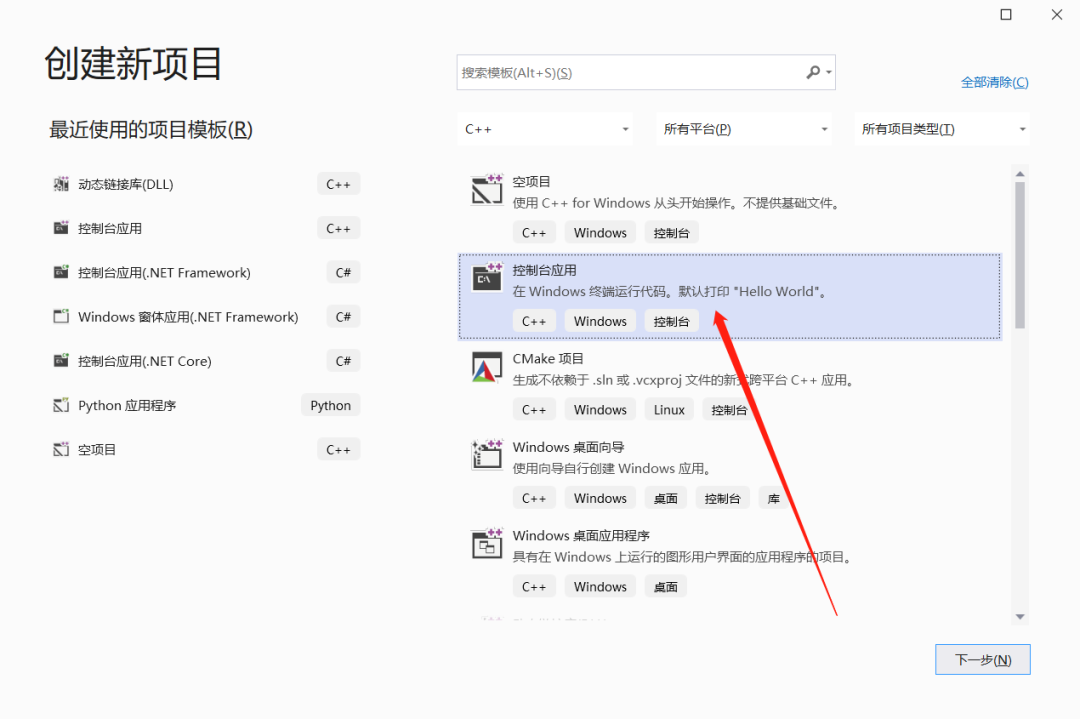 创建新项目
最近使用的项目模板(R)
动态链接库(DLL) C++
控制台应用 C++
控制台应用(.NET Framework) C#
Windows 窗体应用(.NET Framework) C#
控制台应用(.NET Core) C#
Python 应用程序 Python
空项目 C++
搜索模板(Alt+S)(S)
全部清除(C)
C++ 所有平台(P) 所有项目类型(T)
空项目
使用 C++ for Windows 从头开始操作。不提供基础文件。
C++ Windows 控制台
控制台应用
在 Windows 终端运行代码。默认打印 "Hello World"。
C++ Windows 控制台
CMake 项目
生成不依赖于 .sln 或 .vcxproj 文件的新式跨平台 C++ 应用。
C++ Windows Linux 控制台
Windows 桌面向导
使用向导自行创建 Windows 应用。
C++ Windows 桌面 控制台 库
Windows 桌面应用程序
具有在 Windows 上运行的图形用户界面的应用程序的项目。
C++ Windows 桌面
下一步(N)